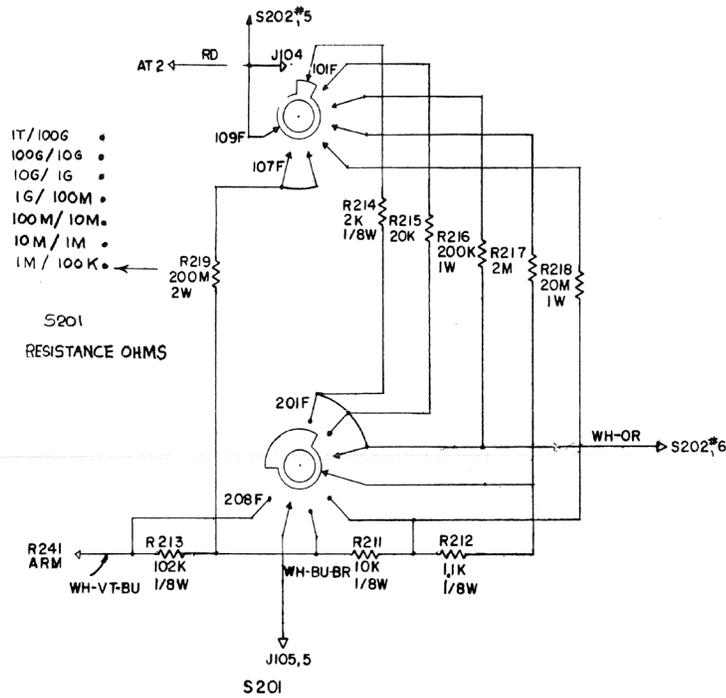 S202,#5
RD
J104
AT2
101F
109F
107F
1T/100G
100G/10G
10G/1G
1G/100M
100M/10M
10M/1M
1M/100K
S201
RESISTANCE OHMS
R219
200M
2W
R214
2K
1/8W
R215
20K
R216
200K
1W
R217
2M
R218
20M
1W
201F
WH-OR
S202,#6
208F
R241
ARM
WH-VT-BU
R213
102K
1/8W
WH-BU-BR
R211
10K
1/8W
R212
1.1K
1/8W
J105,5
S201